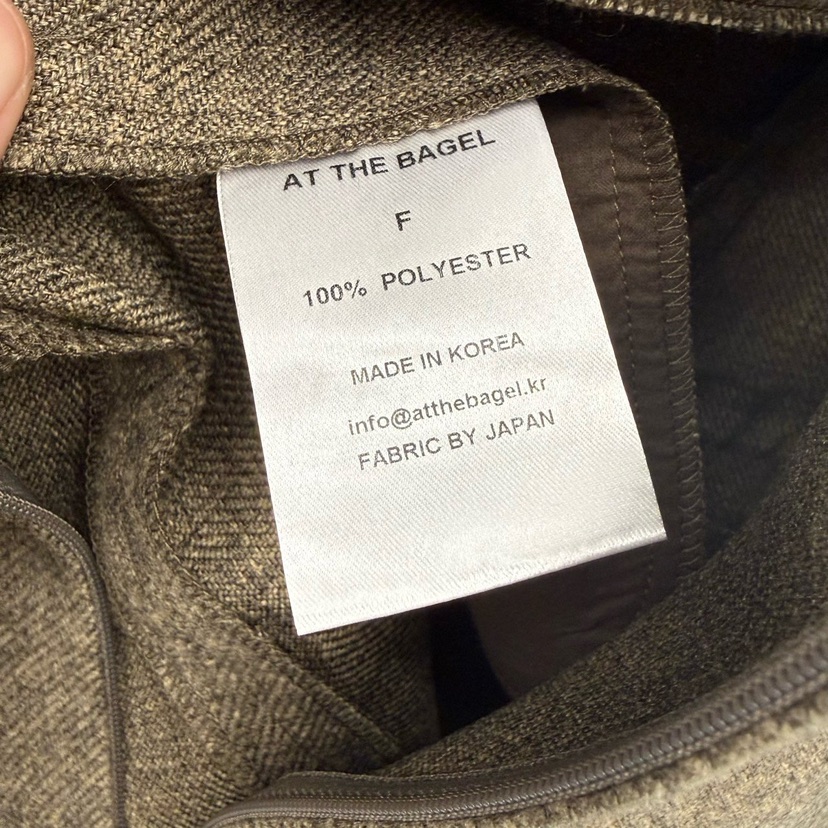 AT THE BAGEL
F
100% POLYESTER
MADE IN KOREA
info@atthebagel.kr
FABRIC BY JAPAN